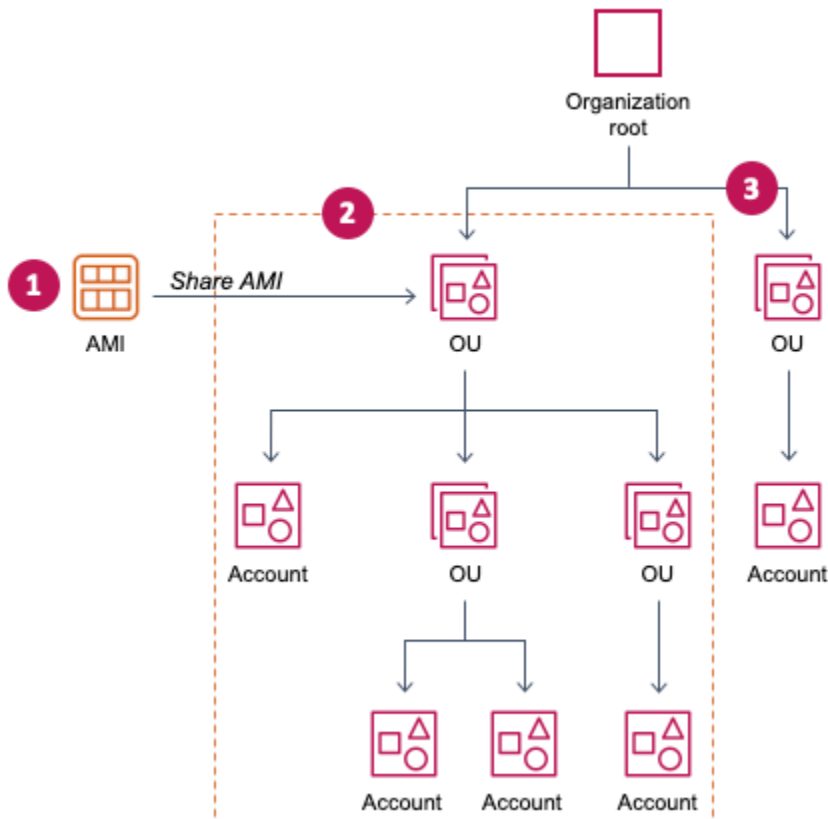 Organization
root
3
2
1
Share AMI
AMI
OU
OU
Account
OU
OU
Account
Account
Account
Account